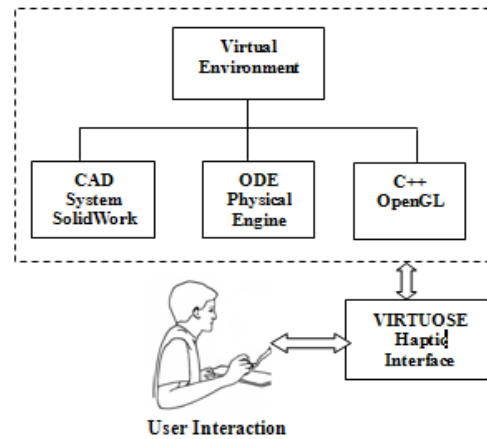 Virtual
Environment
CAD
System
SolidWork
ODE
Physical
Engine
C++
OpenGL
VIRTUOSE
Haptic
Interface
User Interaction